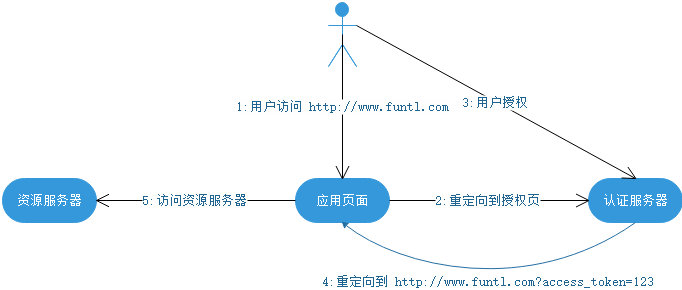 1:用户访问 http://www.funtl.com
3:用户授权
资源服务器
5:访问资源服务器
应用页面
2:重定向到授权页
认证服务器
4:重定向到 http://www.funtl.com?access_token=123